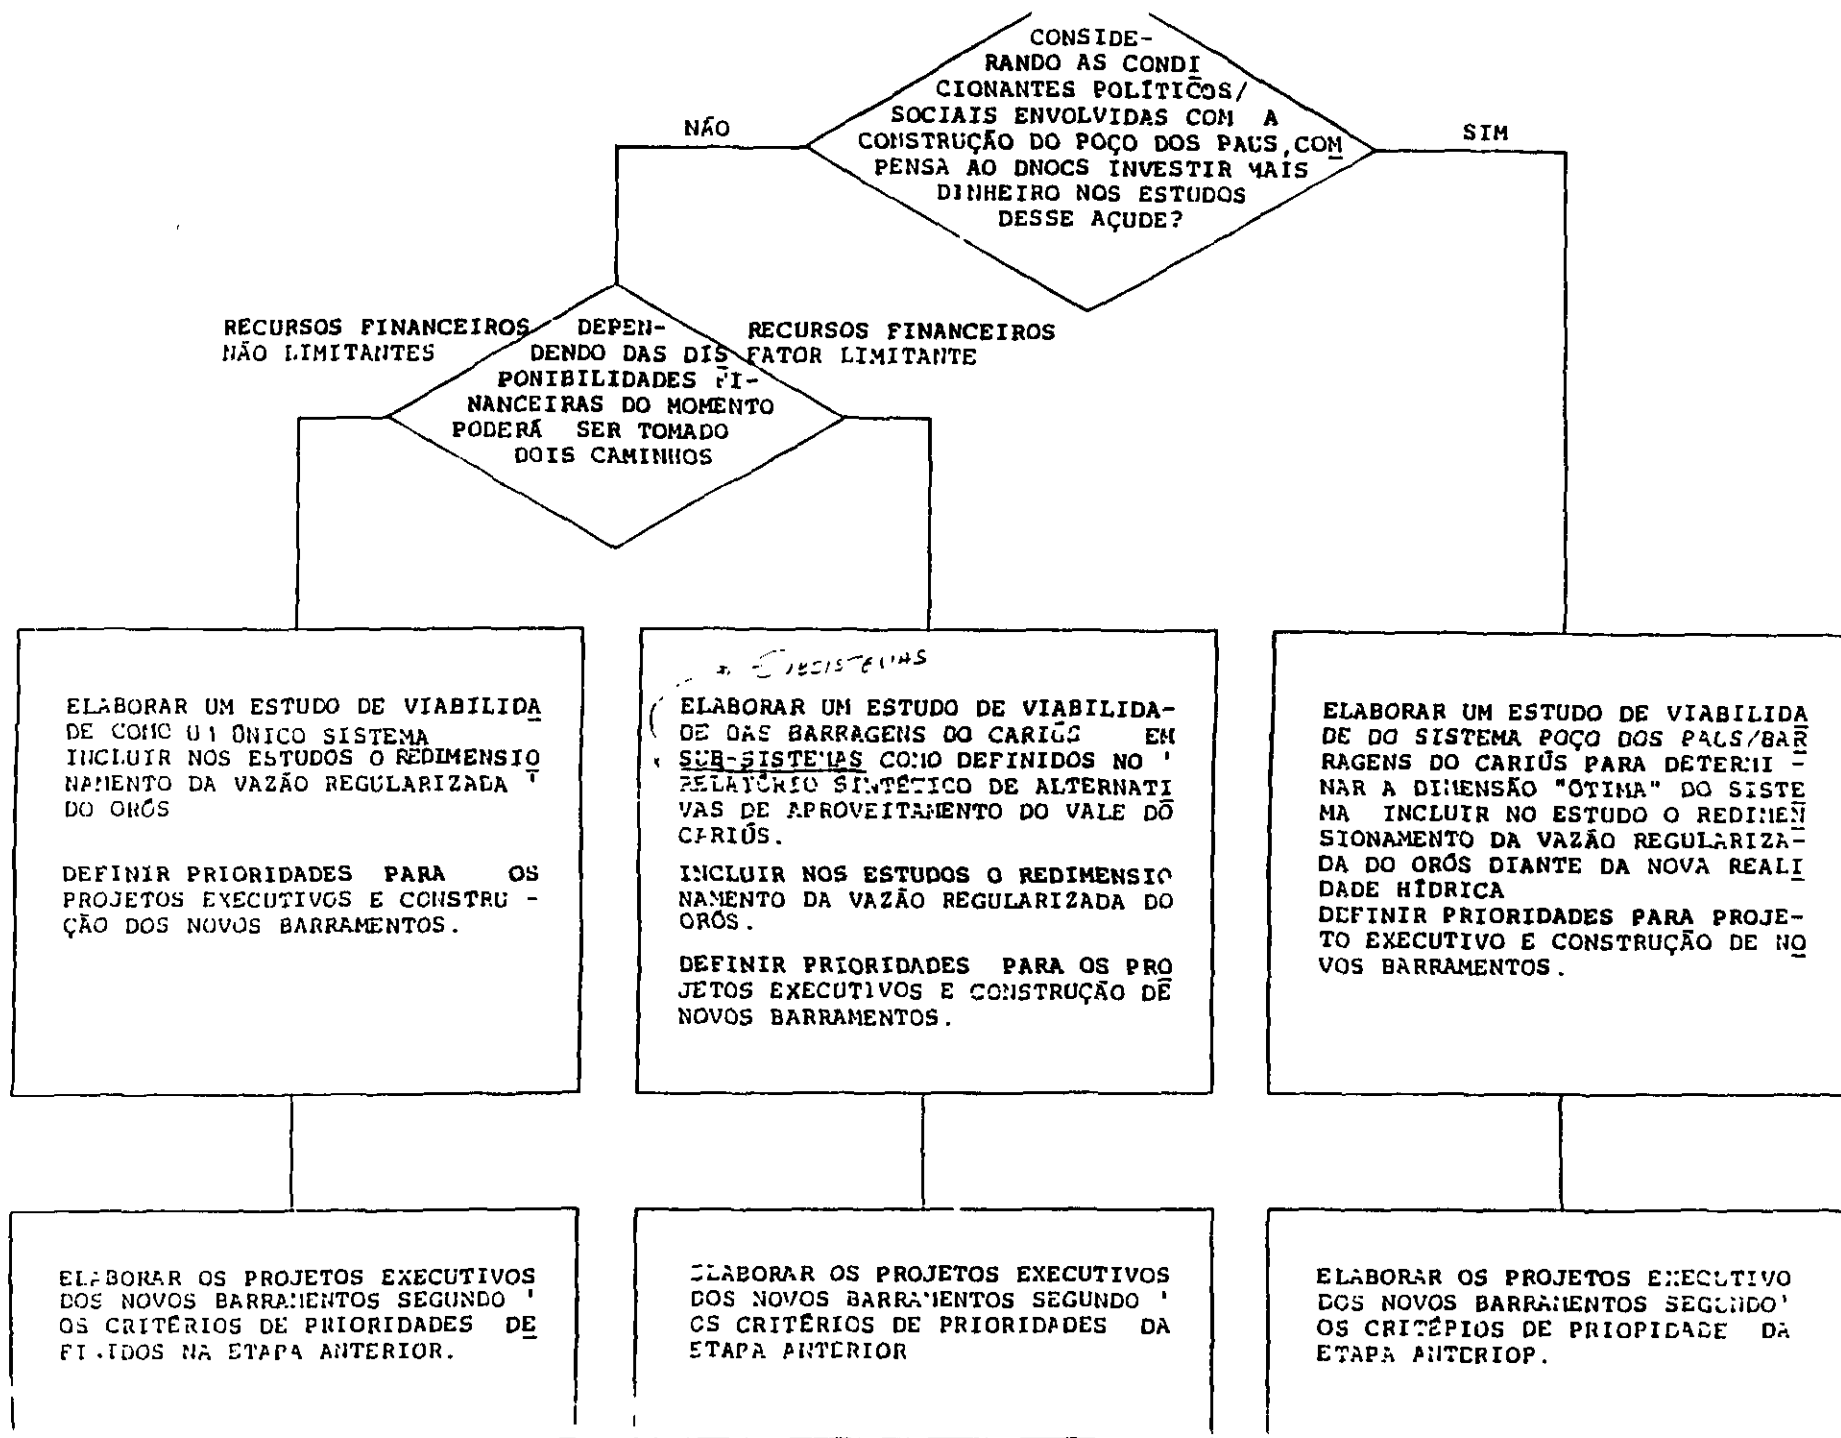 CONSIDE-
RANDO AS CONDI
CIONANTES POLÍTICOS/
SOCIAIS ENVOLVIDAS COM A
CONSTRUÇÃO DO POÇO DOS PAUS, COM
PENSA AO DNOCS INVESTIR MAIS
DINHEIRO NOS ESTUDOS
DESSE AÇUDE?
NÃO
SIM
RECURSOS FINANCEIROS
NÃO LIMITANTES
DEPEN-
DENDO DAS DIS
PONIBILIDADES FI-
NANCEIRAS DO MOMENTO
PODERÁ SER TOMADO
DOIS CAMINHOS
RECURSOS FINANCEIROS
FATOR LIMITANTE
ELABORAR UM ESTUDO DE VIABILIDA
DE COMO UM ÚNICO SISTEMA
INCLUIR NOS ESTUDOS O REDIMENSIO
NAMENTO DA VAZÃO REGULARIZADA '
DO ORÓS
DEFINIR PRIORIDADES PARA OS
PROJETOS EXECUTIVOS E CONSTRU -
ÇÃO DOS NOVOS BARRAMENTOS.
ELABORAR UM ESTUDO DE VIABILIDA-
DE DAS BARRAGENS DO CARIÚS EM
SUB-SISTEMAS COMO DEFINIDOS NO '
RELATÓRIO SINTÉTICO DE ALTERNATI
VAS DE APROVEITAMENTO DO VALE DO
CARIÚS.
INCLUIR NOS ESTUDOS O REDIMENSIO
NAMENTO DA VAZÃO REGULARIZADA DO
ORÓS.
DEFINIR PRIORIDADES PARA OS PRO
JETOS EXECUTIVOS E CONSTRUÇÃO DE
NOVOS BARRAMENTOS.
ELABORAR UM ESTUDO DE VIABILIDA
DE DO SISTEMA POÇO DOS PAUS/BAR
RAGENS DO CARIÚS PARA DETERMI -
NAR A DIMENSÃO "ÓTIMA" DO SISTE
MA INCLUIR NO ESTUDO O REDIMEN
SIONAMENTO DA VAZÃO REGULARIZA-
DA DO ORÓS DIANTE DA NOVA REALI
DADE HÍDRICA
DEFINIR PRIORIDADES PARA PROJE-
TO EXECUTIVO E CONSTRUÇÃO DE NO
VOS BARRAMENTOS.
ELABORAR OS PROJETOS EXECUTIVOS
DOS NOVOS BARRAMENTOS SEGUNDO '
OS CRITÉRIOS DE PRIORIDADES DE
FINIDOS NA ETAPA ANTERIOR.
ELABORAR OS PROJETOS EXECUTIVOS
DOS NOVOS BARRAMENTOS SEGUNDO '
OS CRITÉRIOS DE PRIORIDADES DA
ETAPA ANTERIOR
ELABORAR OS PROJETOS EXECUTIVO
DOS NOVOS BARRAMENTOS SEGUNDO'
OS CRITÉRIOS DE PRIORIDADE DA
ETAPA ANTERIOR.